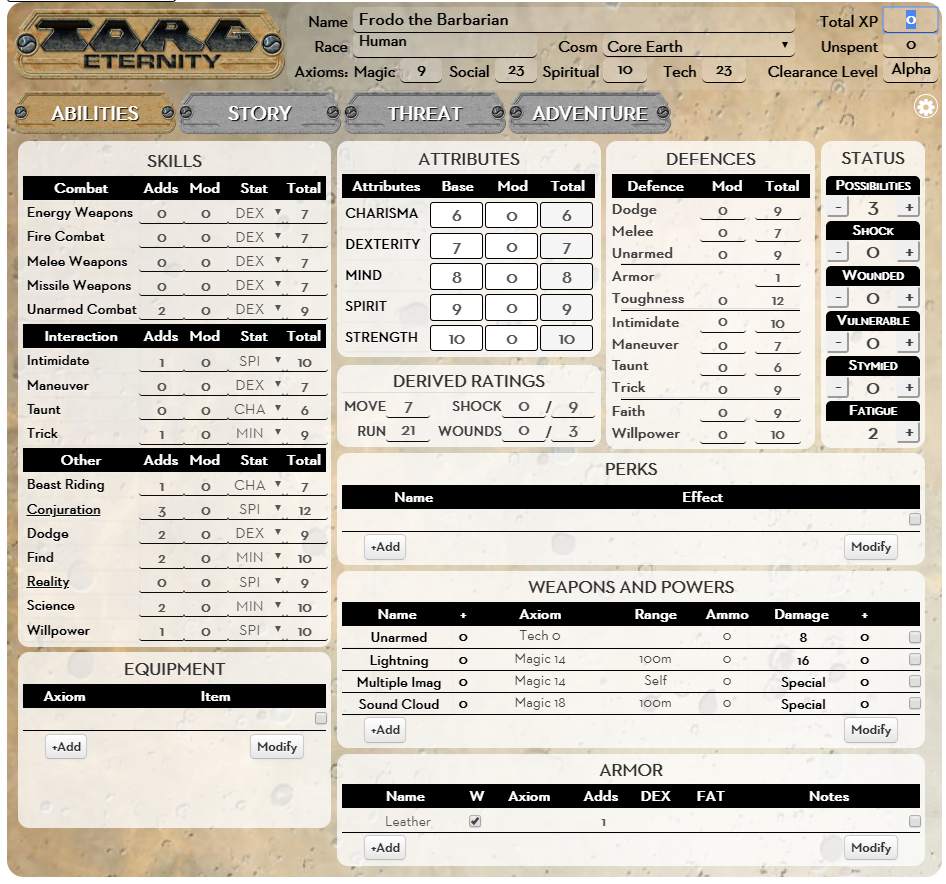 TORG
ETERNITY
Name Frodo the Barbarian Total XP 0
Race Human Cosm Core Earth Unspent 0
Axioms: Magic 9 Social 23 Spiritual 10 Tech 23 Clearance Level Alpha
ABILITIES STORY THREAT ADVENTURE
SKILLS
Combat Adds Mod Stat Total
Energy Weapons 0 0 DEX 7
Fire Combat 0 0 DEX 7
Melee Weapons 0 0 DEX 7
Missile Weapons 0 0 DEX 7
Unarmed Combat 2 0 DEX 9
Interaction Adds Mod Stat Total
Intimidate 1 0 SPI 10
Maneuver 0 0 DEX 7
Taunt 0 0 CHA 6
Trick 1 0 MIN 9
Other Adds Mod Stat Total
Beast Riding 1 0 CHA 7
Conjuration 3 0 SPI 12
Dodge 2 0 DEX 9
Find 2 0 MIN 10
Reality 0 0 SPI 9
Science 2 0 MIN 10
Willpower 1 0 SPI 10
EQUIPMENT
Axiom Item
+Add Modify
ATTRIBUTES
Attributes Base Mod Total
CHARISMA 6 0 6
DEXTERITY 7 0 7
MIND 8 0 8
SPIRIT 9 0 9
STRENGTH 10 0 10
DERIVED RATINGS
MOVE 7 SHOCK 0 / 9
RUN 21 WOUNDS 0 / 3
DEFENCES
Defence Mod Total
Dodge 0 9
Melee 0 7
Unarmed 0 9
Armor 1
Toughness 0 12
Intimidate 0 10
Maneuver 0 7
Taunt 0 6
Trick 0 9
Faith 0 9
Willpower 0 10
STATUS
POSSIBILITIES
- 3 +
SHOCK
- 0 +
WOUNDED
- 0 +
VULNERABLE
- 0 +
STYMIED
- 0 +
FATIGUE
2 +
PERKS
Name Effect
+Add Modify
WEAPONS AND POWERS
Name + Axiom Range Ammo Damage +
Unarmed 0 Tech 0 0 8 0
Lightning 0 Magic 14 100m 0 16 0
Multiple Imag 0 Magic 14 Self 0 Special 0
Sound Cloud 0 Magic 18 100m 0 Special 0
+Add Modify
ARMOR
Name W Axiom Adds DEX FAT Notes
Leather 1
+Add Modify